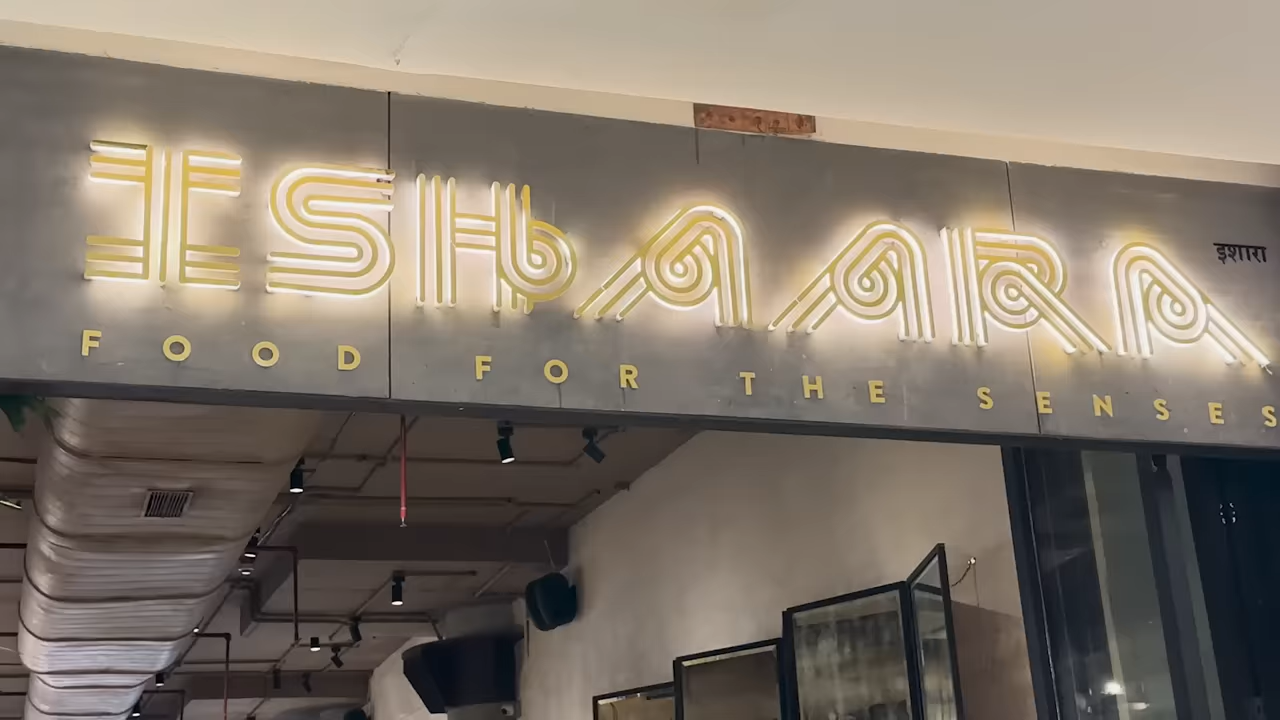 ISHAARA
इशारा
FOOD FOR THE SENSES